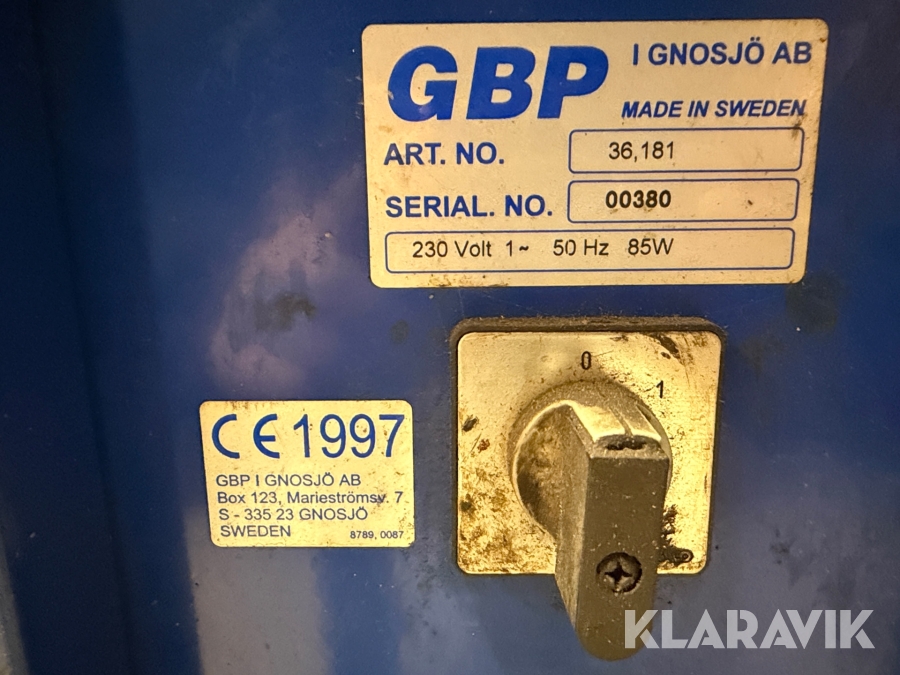 GBP I GNOSJÖ AB
MADE IN SWEDEN
ART. NO. 36,181
SERIAL. NO. 00380
230 Volt 1~ 50 Hz 85W
0
1
CE 1997
GBP I GNOSJÖ AB
Box 123, Marieströmsv. 7
S - 335 23 GNOSJÖ
SWEDEN 8789, 0087
KLARAVIK